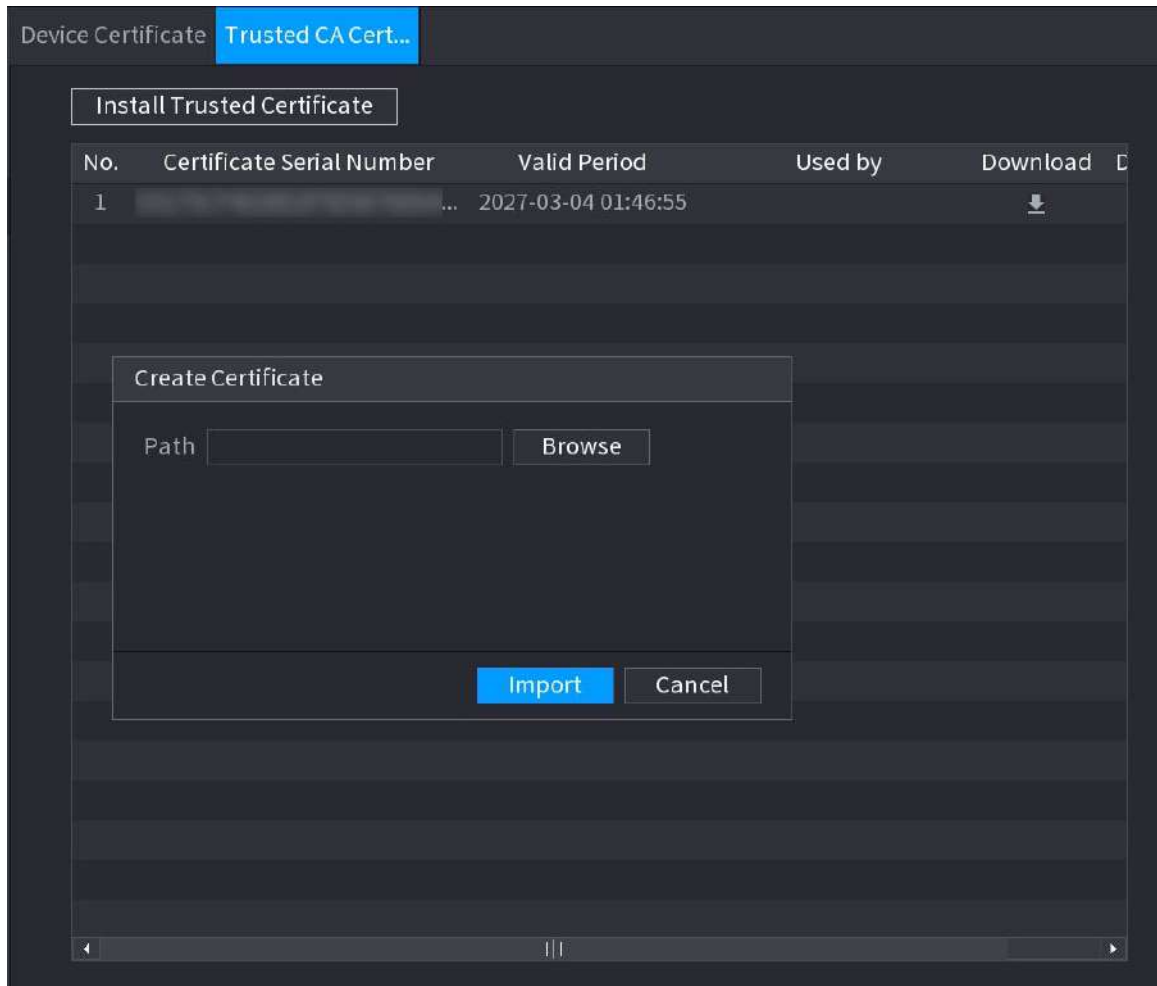 Device Certificate Trusted CA Cert...
Install Trusted Certificate
No. Certificate Serial Number Valid Period Used by Download D
1 ... 2027-03-04 01:46:55
Create Certificate
Path Browse
Import Cancel